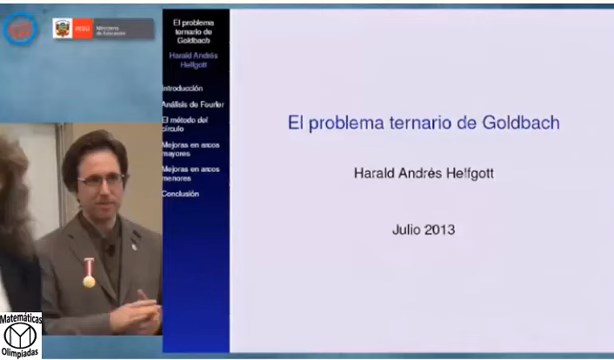 PERÚ
Ministerio
de Educación
El problema
ternario de
Goldbach
Harald Andrés
Helfgott
Introducción
Análisis de Fourier
El método del
círculo
Mejoras en arcos
mayores
Mejoras en arcos
menores
Conclusión
El problema ternario de Goldbach
Harald Andrés Helfgott
Julio 2013
Matemáticas
Olimpiadas